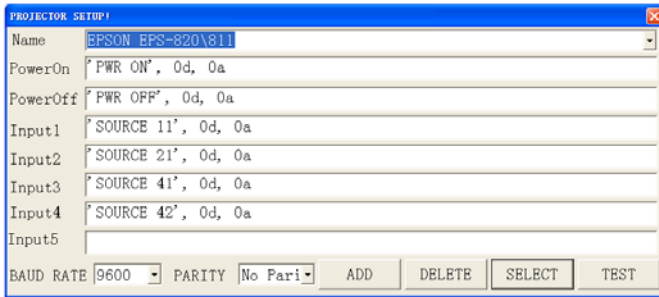 PROJECTOR SETUP!
Name EPSON EPS-820\811
PowerOn 'PWR ON', 0d, 0a
PowerOff 'PWR OFF', 0d, 0a
Input1 'SOURCE 11', 0d, 0a
Input2 'SOURCE 21', 0d, 0a
Input3 'SOURCE 41', 0d, 0a
Input4 'SOURCE 42', 0d, 0a
Input5
BAUD RATE 9600 PARITY No Pari ADD DELETE SELECT TEST